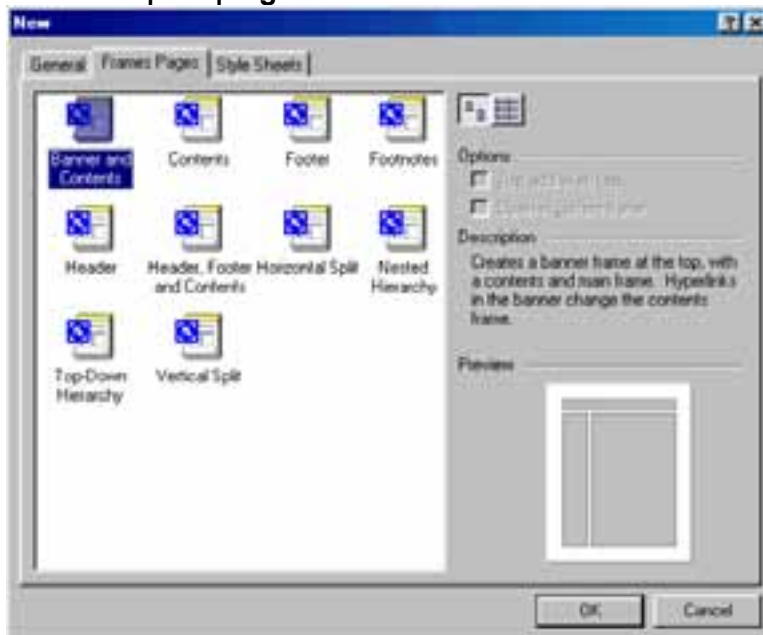 New
General Frames Pages Style Sheets
Banner and
Contents
Contents
Footer
Footnotes
Header
Header, Footer
and Contents
Horizontal Split
Nested
Hierarchy
Top-Down
Hierarchy
Vertical Split
Options
Description
Creates a banner frame at the top, with
a contents and main frame. Hyperlinks
in the banner change the contents
frame.
Preview
OK
Cancel